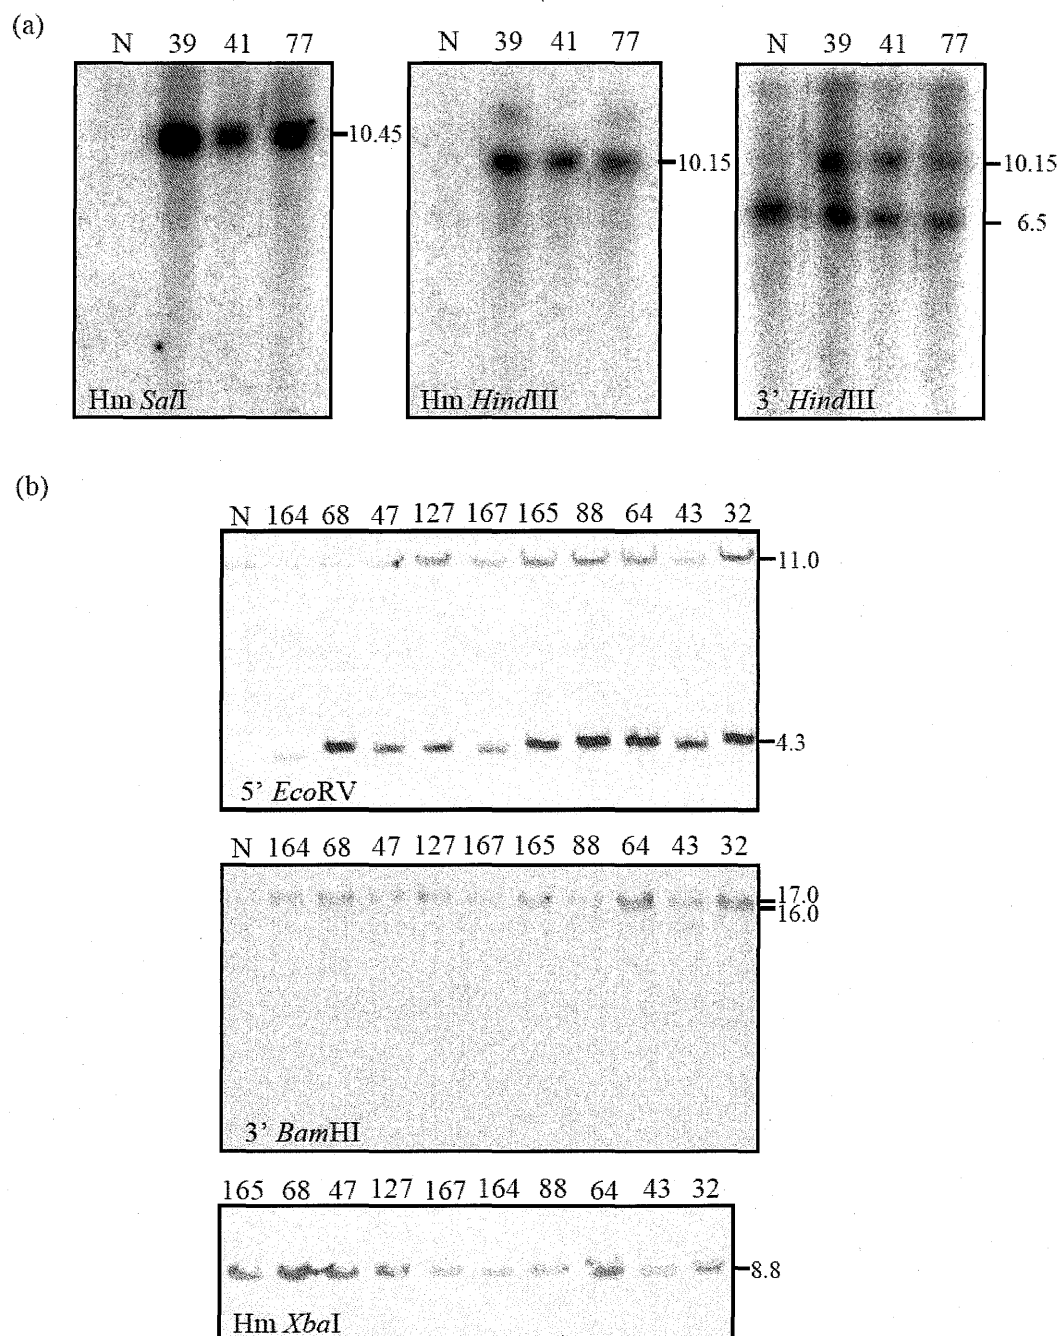 (a)
N 39 41 77
10.45
Hm SalI
N 39 41 77
10.15
Hm HindIII
N 39 41 77
10.15
6.5
3' HindIII
(b)
N 164 68 47 127 167 165 88 64 43 32
11.0
4.3
5' EcoRV
N 164 68 47 127 167 165 88 64 43 32
17.0
16.0
3' BamHI
165 68 47 127 167 164 88 64 43 32
8.8
Hm XbaI